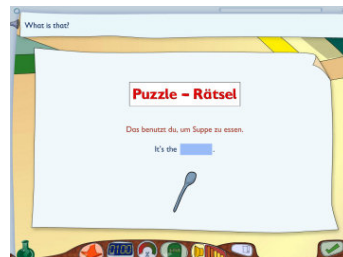 What is that?
Puzzle – Rätsel
Das benutzt du, um Suppe zu essen.
It's the .